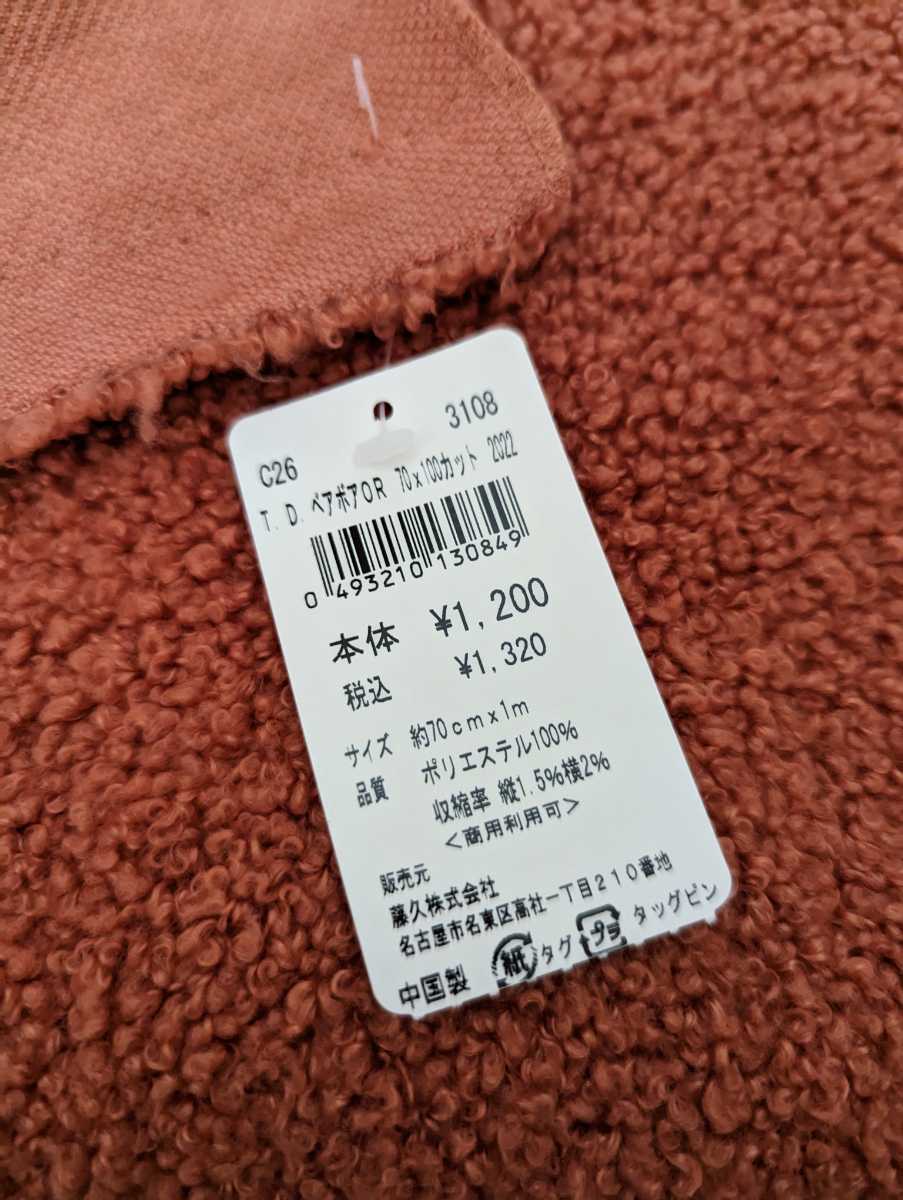 C26 3108
T. D. ベアボアOR 70x100カット 2022
0 493210 130849
本体 ¥1,200
税込 ¥1,320
サイズ 約70cmx1m
品質 ポリエステル100%
収縮率 縦1.5%横2%
<商用利用可>
販売元
藤久株式会社
名古屋市名東区高社一丁目210番地
中国製 紙 タグ プラ タッグピン